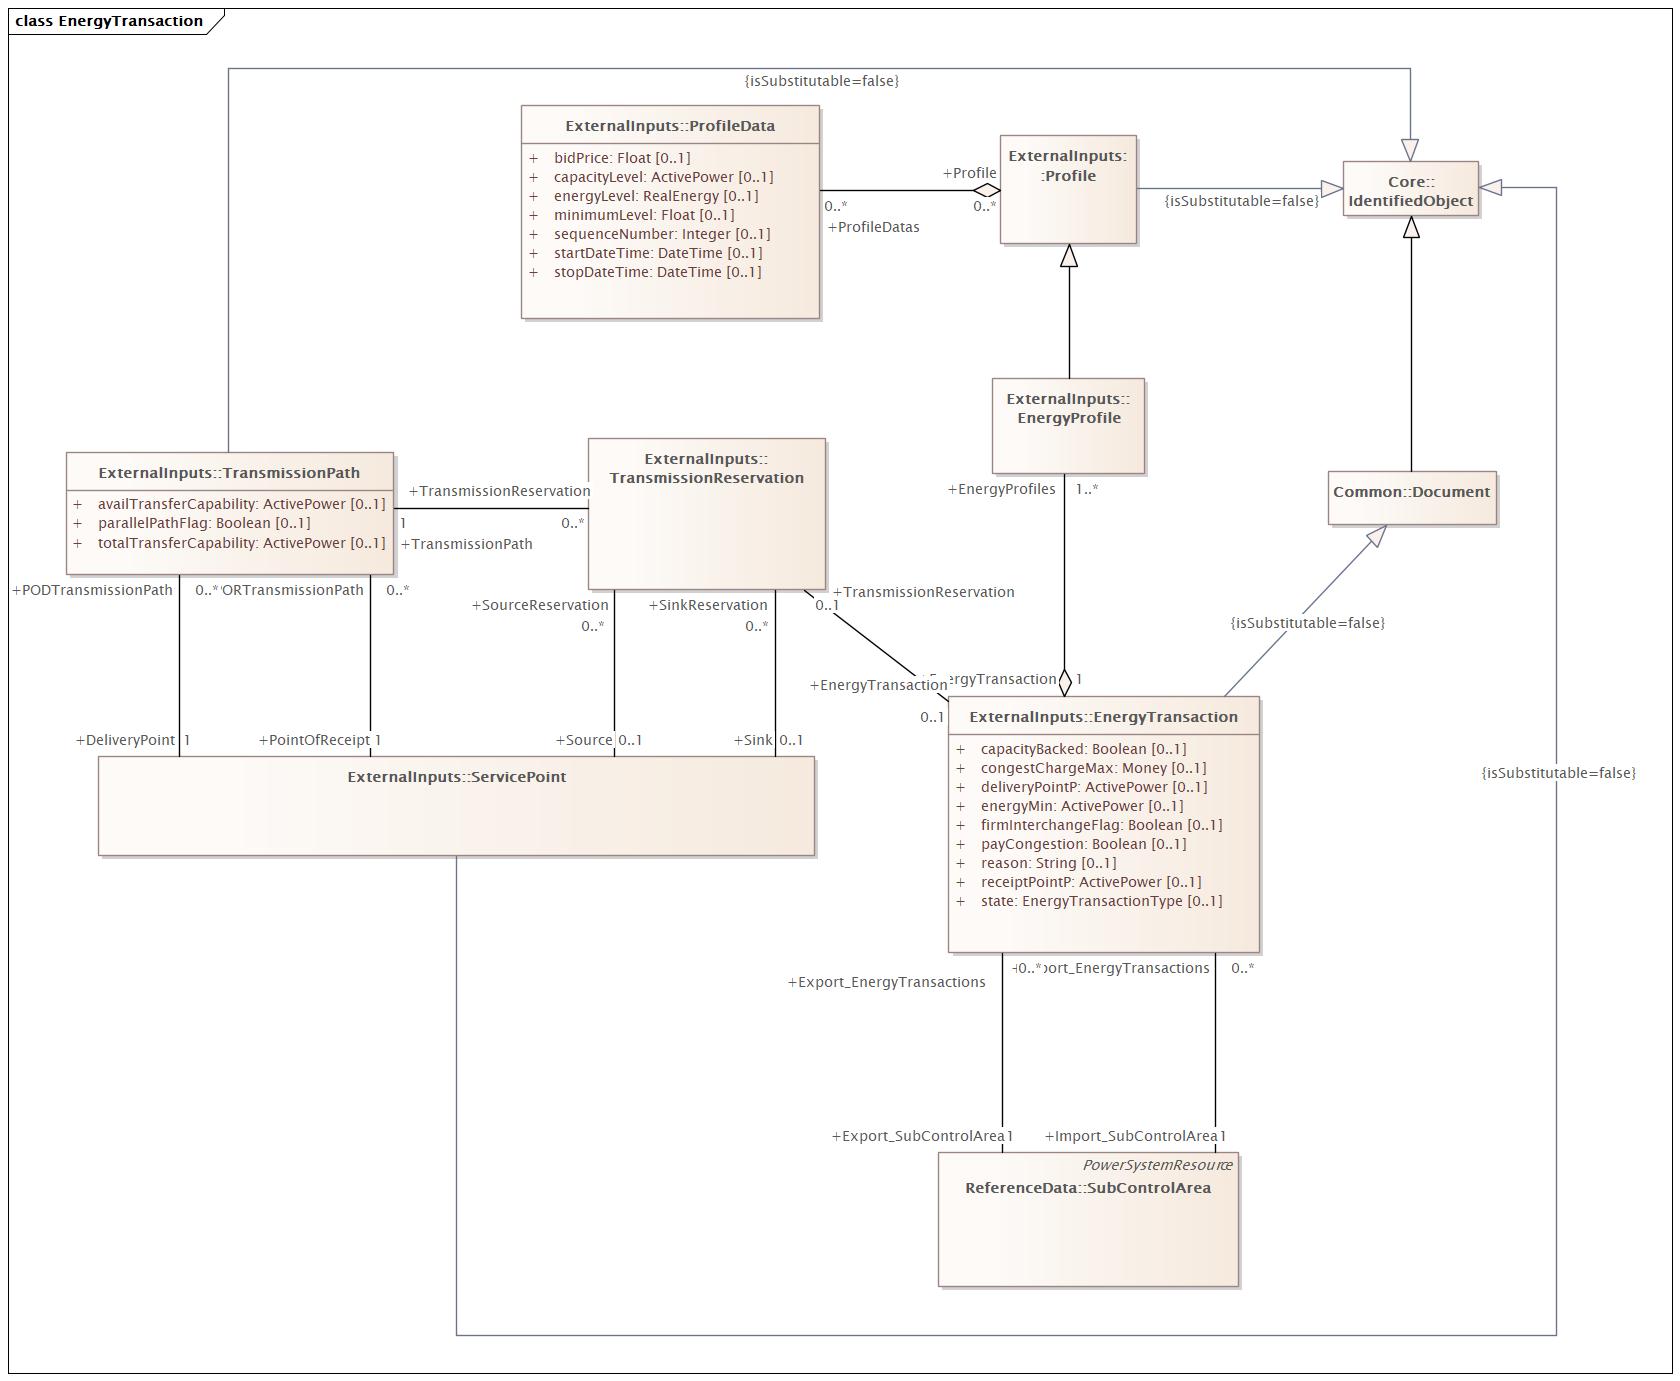 class EnergyTransaction
{isSubstitutable=false}
ExternalInputs::ProfileData
+ bidPrice: Float [0..1]
+ capacityLevel: ActivePower [0..1]
+ energyLevel: RealEnergy [0..1]
+ minimumLevel: Float [0..1]
+ sequenceNumber: Integer [0..1]
+ startDateTime: DateTime [0..1]
+ stopDateTime: DateTime [0..1]
0..*
+ProfileDatas
+Profile
0..*
ExternalInputs:
:Profile
{isSubstitutable=false}
Core::
IdentifiedObject
ExternalInputs::
EnergyProfile
+EnergyProfiles 1..*
Common::Document
ExternalInputs::TransmissionPath
+ availTransferCapability: ActivePower [0..1]
+ parallelPathFlag: Boolean [0..1]
+ totalTransferCapability: ActivePower [0..1]
+TransmissionReservation
1 0..*
+TransmissionPath
ExternalInputs::
TransmissionReservation
+PODTransmissionPath 0..* ORTransmissionPath 0..*
+SourceReservation
0..*
+SinkReservation
0..*
+TransmissionReservation
0..1
{isSubstitutable=false}
+EnergyTransaction
0..1
ergyTransaction 1
+DeliveryPoint 1
+PointOfReceipt 1
+Source 0..1
+Sink 0..1
ExternalInputs::ServicePoint
ExternalInputs::EnergyTransaction
+ capacityBacked: Boolean [0..1]
+ congestChargeMax: Money [0..1]
+ deliveryPointP: ActivePower [0..1]
+ energyMin: ActivePower [0..1]
+ firmInterchangeFlag: Boolean [0..1]
+ payCongestion: Boolean [0..1]
+ reason: String [0..1]
+ receiptPointP: ActivePower [0..1]
+ state: EnergyTransactionType [0..1]
{isSubstitutable=false}
0..* port_EnergyTransactions 0..*
+Export_EnergyTransactions
+Export_SubControlArea 1
+Import_SubControlArea 1
PowerSystemResource
ReferenceData::SubControlArea